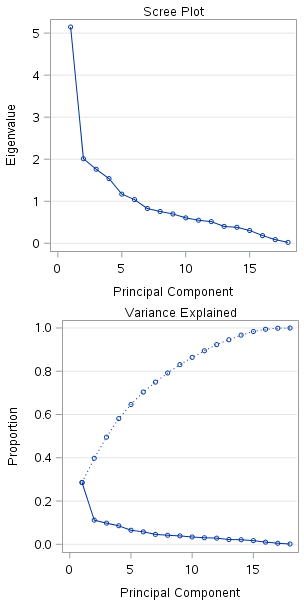 Scree Plot
5
4
3
2
1
0
Eigenvalue
0 5 10 15
Principal Component
Variance Explained
1.0
0.8
0.6
0.4
0.2
0.0
Proportion
0 5 10 15
Principal Component